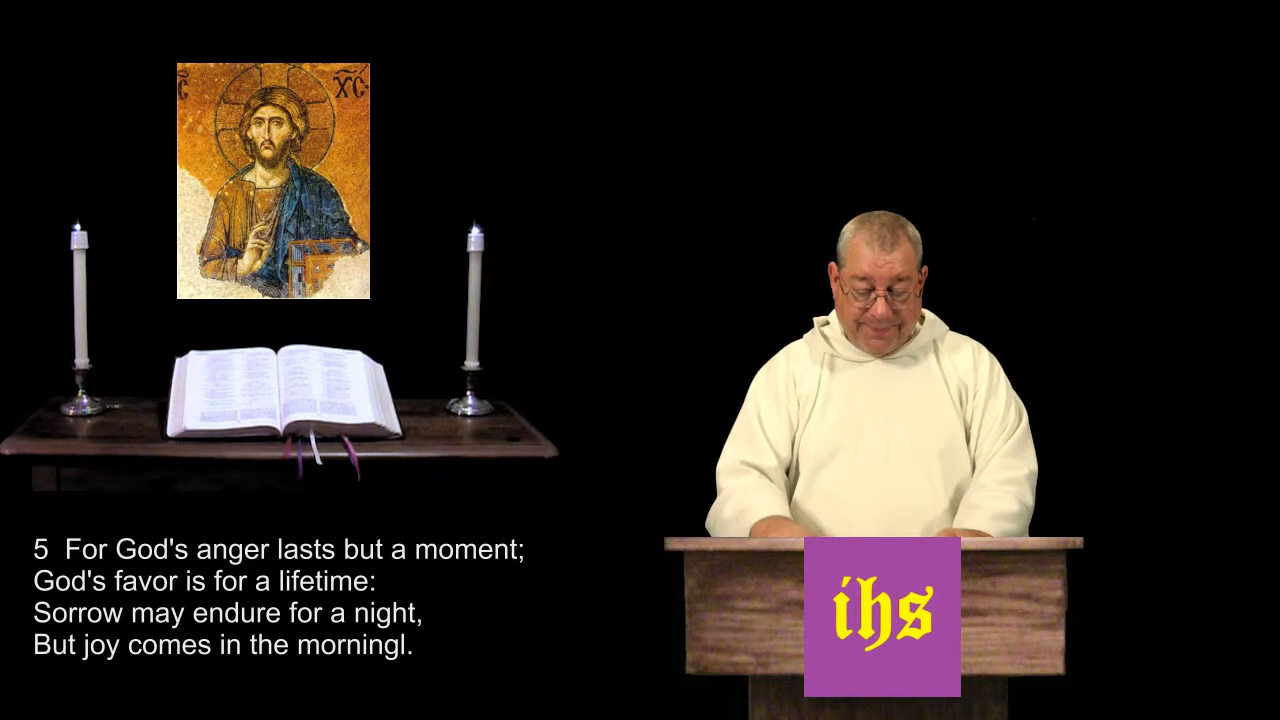 C XC
5 For God's anger lasts but a moment;
God's favor is for a lifetime:
Sorrow may endure for a night,
But joy comes in the morningl.
ihs